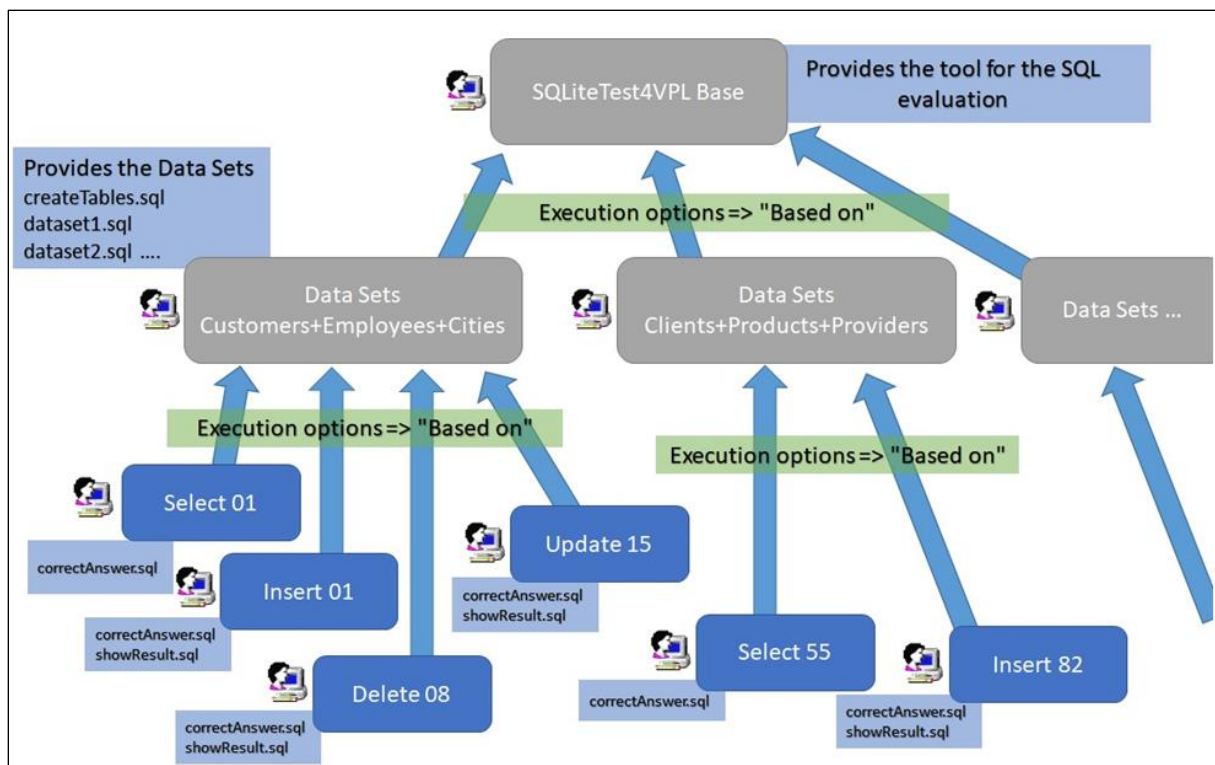 SQLiteTest4VPL Base
Provides the tool for the SQL
evaluation
Provides the Data Sets
createTables.sql
dataset1.sql
dataset2.sql ....
Execution options => "Based on"
Data Sets
Customers+Employees+Cities
Data Sets
Clients+Products+Providers
Data Sets ...
Execution options => "Based on"
Execution options => "Based on"
Select 01
correctAnswer.sql
Insert 01
correctAnswer.sql
showResult.sql
Delete 08
correctAnswer.sql
showResult.sql
Update 15
correctAnswer.sql
showResult.sql
Select 55
correctAnswer.sql
Insert 82
correctAnswer.sql
showResult.sql